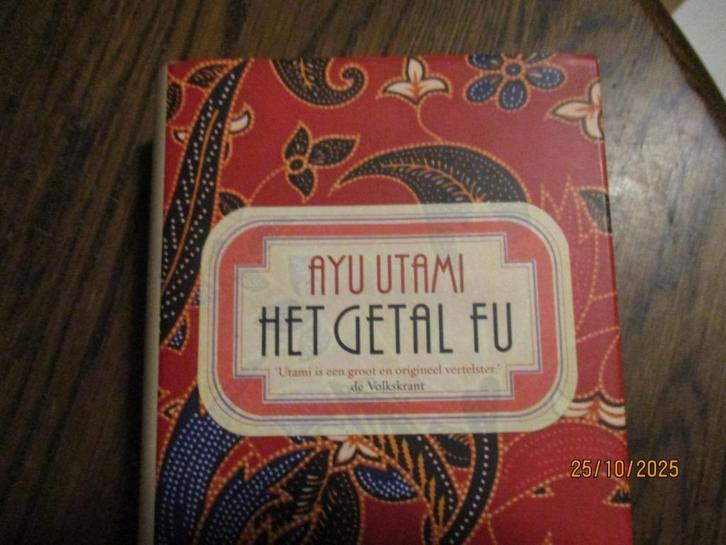 AYU UTAMI
HET GETAL FU
'Utami is een groot en origineel vertelster.'
de Volkskrant
25/10/2025